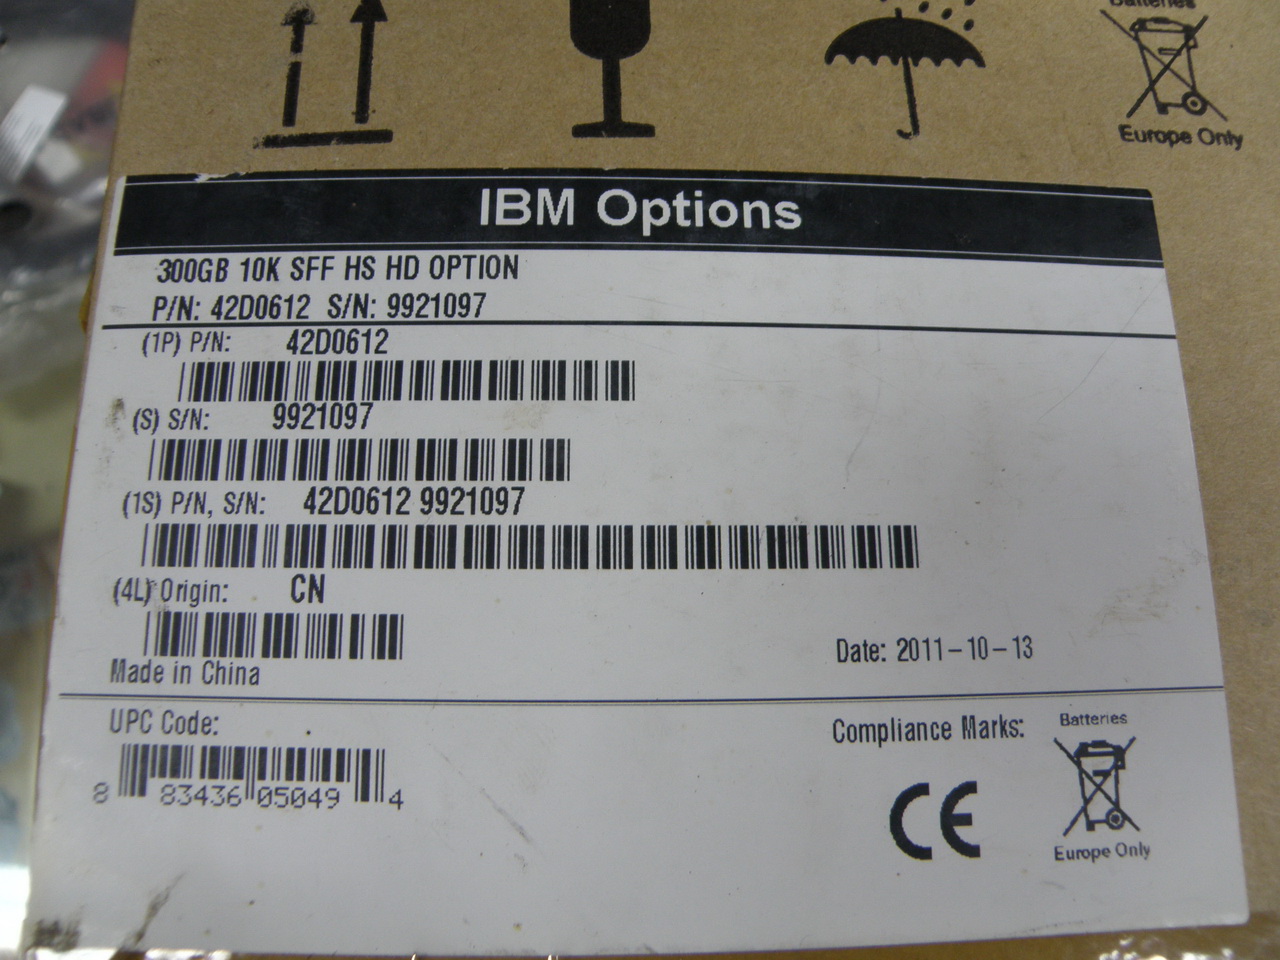 Batteries
Europe Only
IBM Options
300GB 10K SFF HS HD OPTION
P/N: 42D0612 S/N: 9921097
(1P) P/N: 42D0612
(S) S/N: 9921097
(1S) P/N, S/N: 42D0612 9921097
(4L) Origin: CN
Made in China
Date: 2011-10-13
UPC Code:
8 83436 05049 4
Compliance Marks:
Batteries
CE
Europe Only